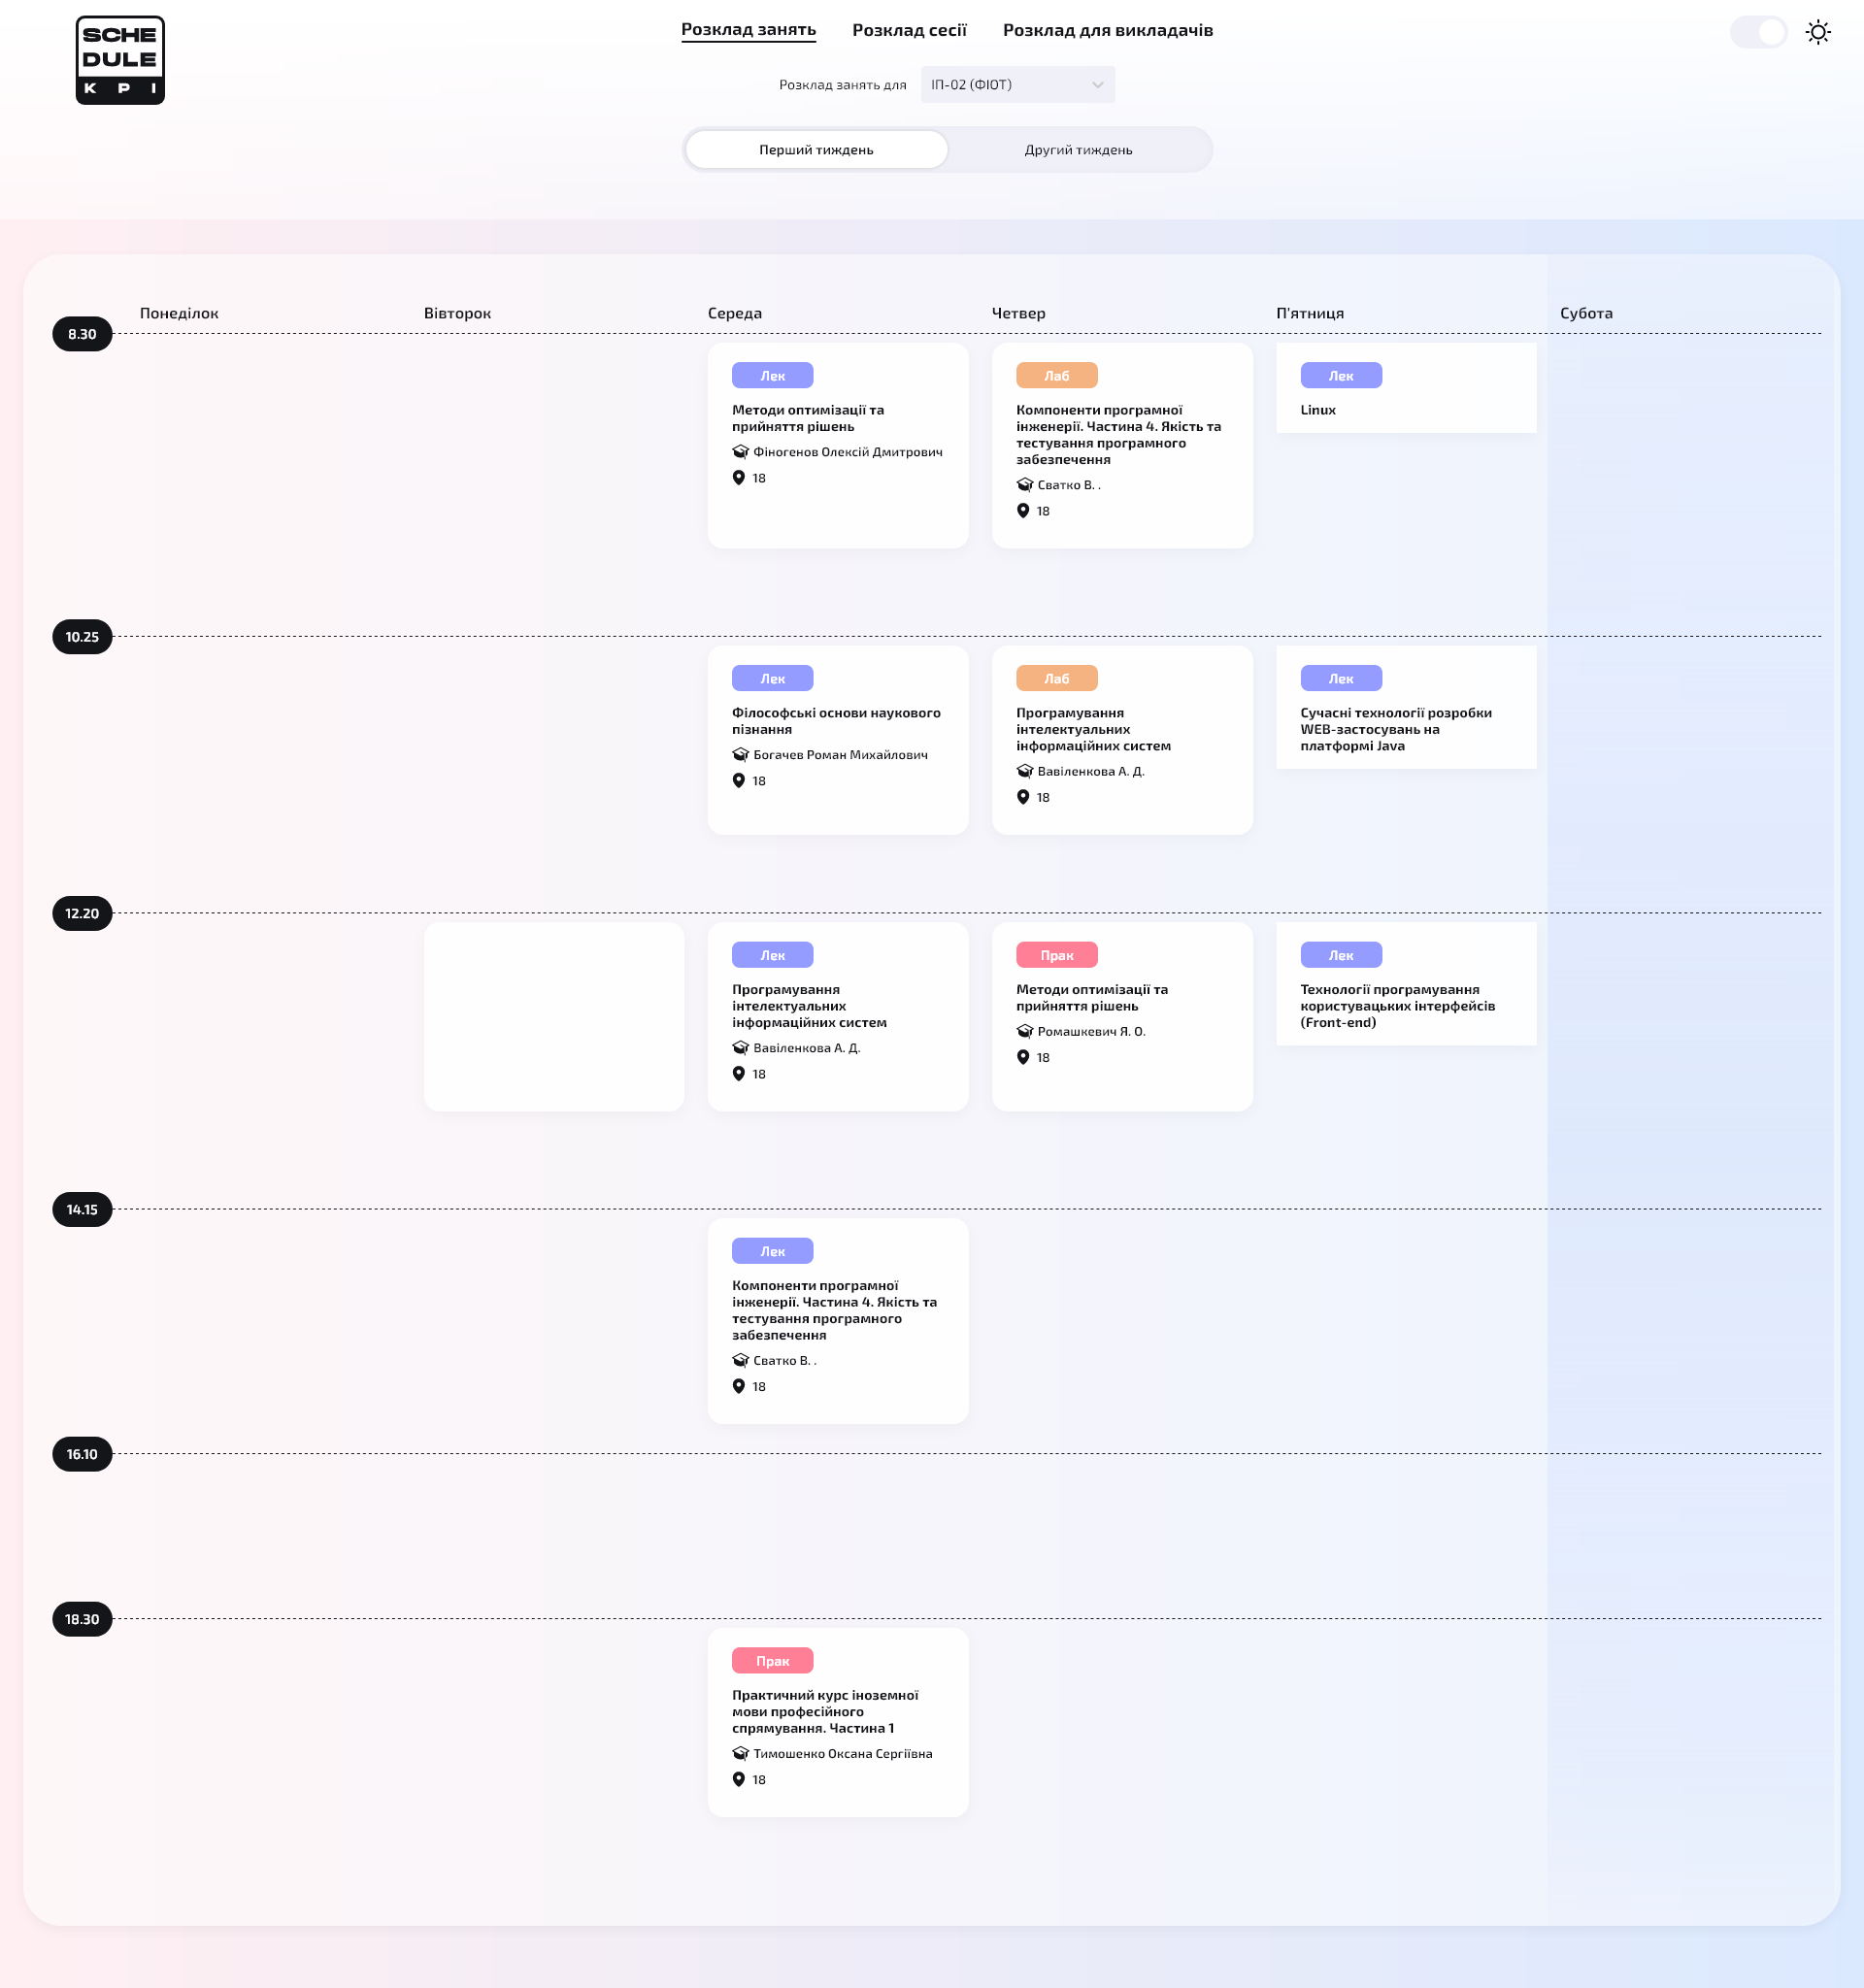 SCHE
DULE
KPI
Розклад занять
Розклад сесії
Розклад для викладачів
Розклад занять для
ІП-02 (ФІОТ)
Перший тиждень
Другий тиждень
Понеділок
Вівторок
Середа
Четвер
П'ятниця
Субота
8.30
Лек
Методи оптимізації та
прийняття рішень
Фіногенов Олексій Дмитрович
18
Лаб
Компоненти програмної
інженерії. Частина 4. Якість та
тестування програмного
забезпечення
Сватко В. .
18
Лек
Linux
10.25
Лек
Філософські основи наукового
пізнання
Богачев Роман Михайлович
18
Лаб
Програмування
інтелектуальних
інформаційних систем
Вавіленкова А. Д.
18
Лек
Сучасні технології розробки
WEB-застосувань на
платформі Java
12.20
Лек
Програмування
інтелектуальних
інформаційних систем
Вавіленкова А. Д.
18
Прак
Методи оптимізації та
прийняття рішень
Ромашкевич Я. О.
18
Лек
Технології програмування
користувацьких інтерфейсів
(Front-end)
14.15
Лек
Компоненти програмної
інженерії. Частина 4. Якість та
тестування програмного
забезпечення
Сватко В. .
18
16.10
18.30
Прак
Практичний курс іноземної
мови професійного
спрямування. Частина 1
Тимошенко Оксана Сергіївна
18